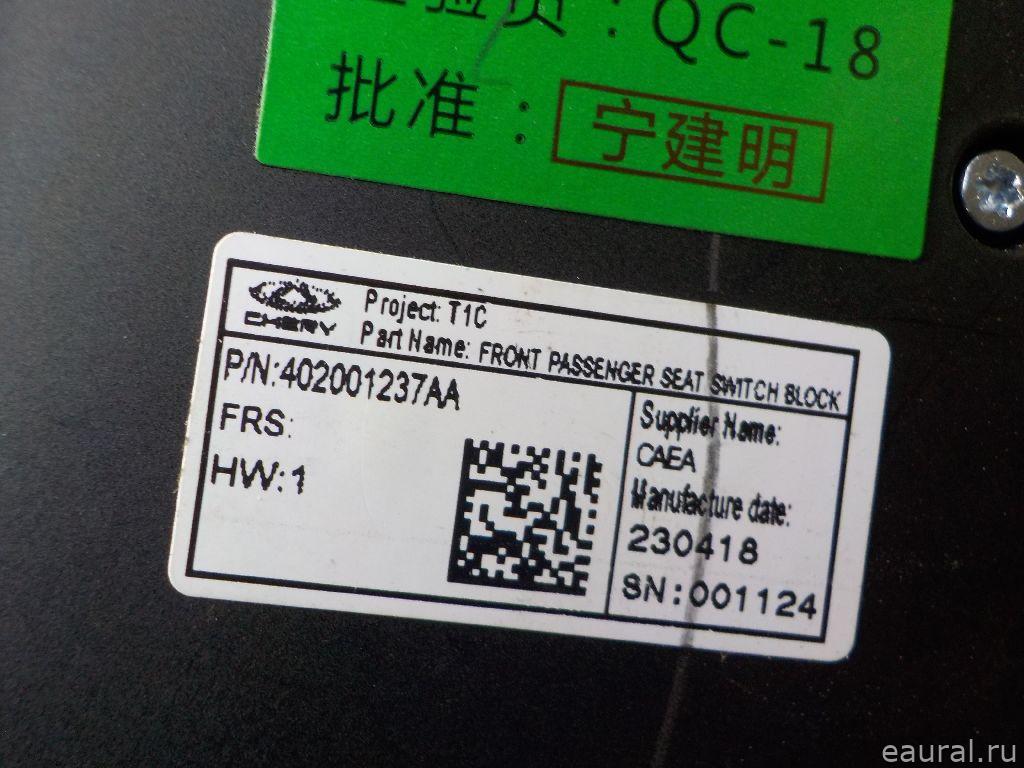 检验员：QC-18
批准：宁建明
CHERY
Project: T1C
Part Name: FRONT PASSENGER SEAT SWITCH BLOCK
P/N:402001237AA
FRS:
HW:1
Supplier Name:
CAEA
Manufacture date:
230418
SN:001124
eaural.ru